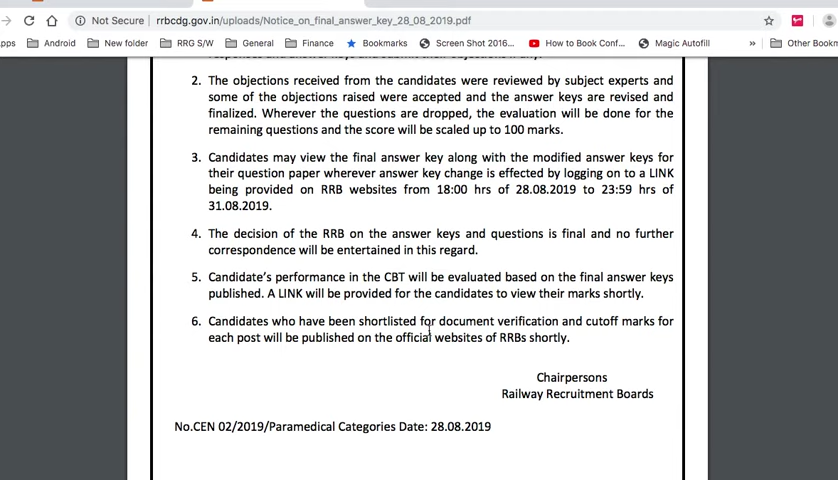 Not Secure | rrbcdg.gov.in/uploads/Notice_on_final_answer_key_28_08_2019.pdf
Android New folder RRG S/W General Finance Bookmarks Screen Shot 2016... How to Book Conf... Magic Autofill » Other Bookm
responses and answer keys and submit their objections if any.
2. The objections received from the candidates were reviewed by subject experts and
some of the objections raised were accepted and the answer keys are revised and
finalized. Wherever the questions are dropped, the evaluation will be done for the
remaining questions and the score will be scaled up to 100 marks.
3. Candidates may view the final answer key along with the modified answer keys for
their question paper wherever answer key change is effected by logging on to a LINK
being provided on RRB websites from 18:00 hrs of 28.08.2019 to 23:59 hrs of
31.08.2019.
4. The decision of the RRB on the answer keys and questions is final and no further
correspondence will be entertained in this regard.
5. Candidate's performance in the CBT will be evaluated based on the final answer keys
published. A LINK will be provided for the candidates to view their marks shortly.
6. Candidates who have been shortlisted for document verification and cutoff marks for
each post will be published on the official websites of RRBs shortly.
Chairpersons
Railway Recruitment Boards
No.CEN 02/2019/Paramedical Categories Date: 28.08.2019